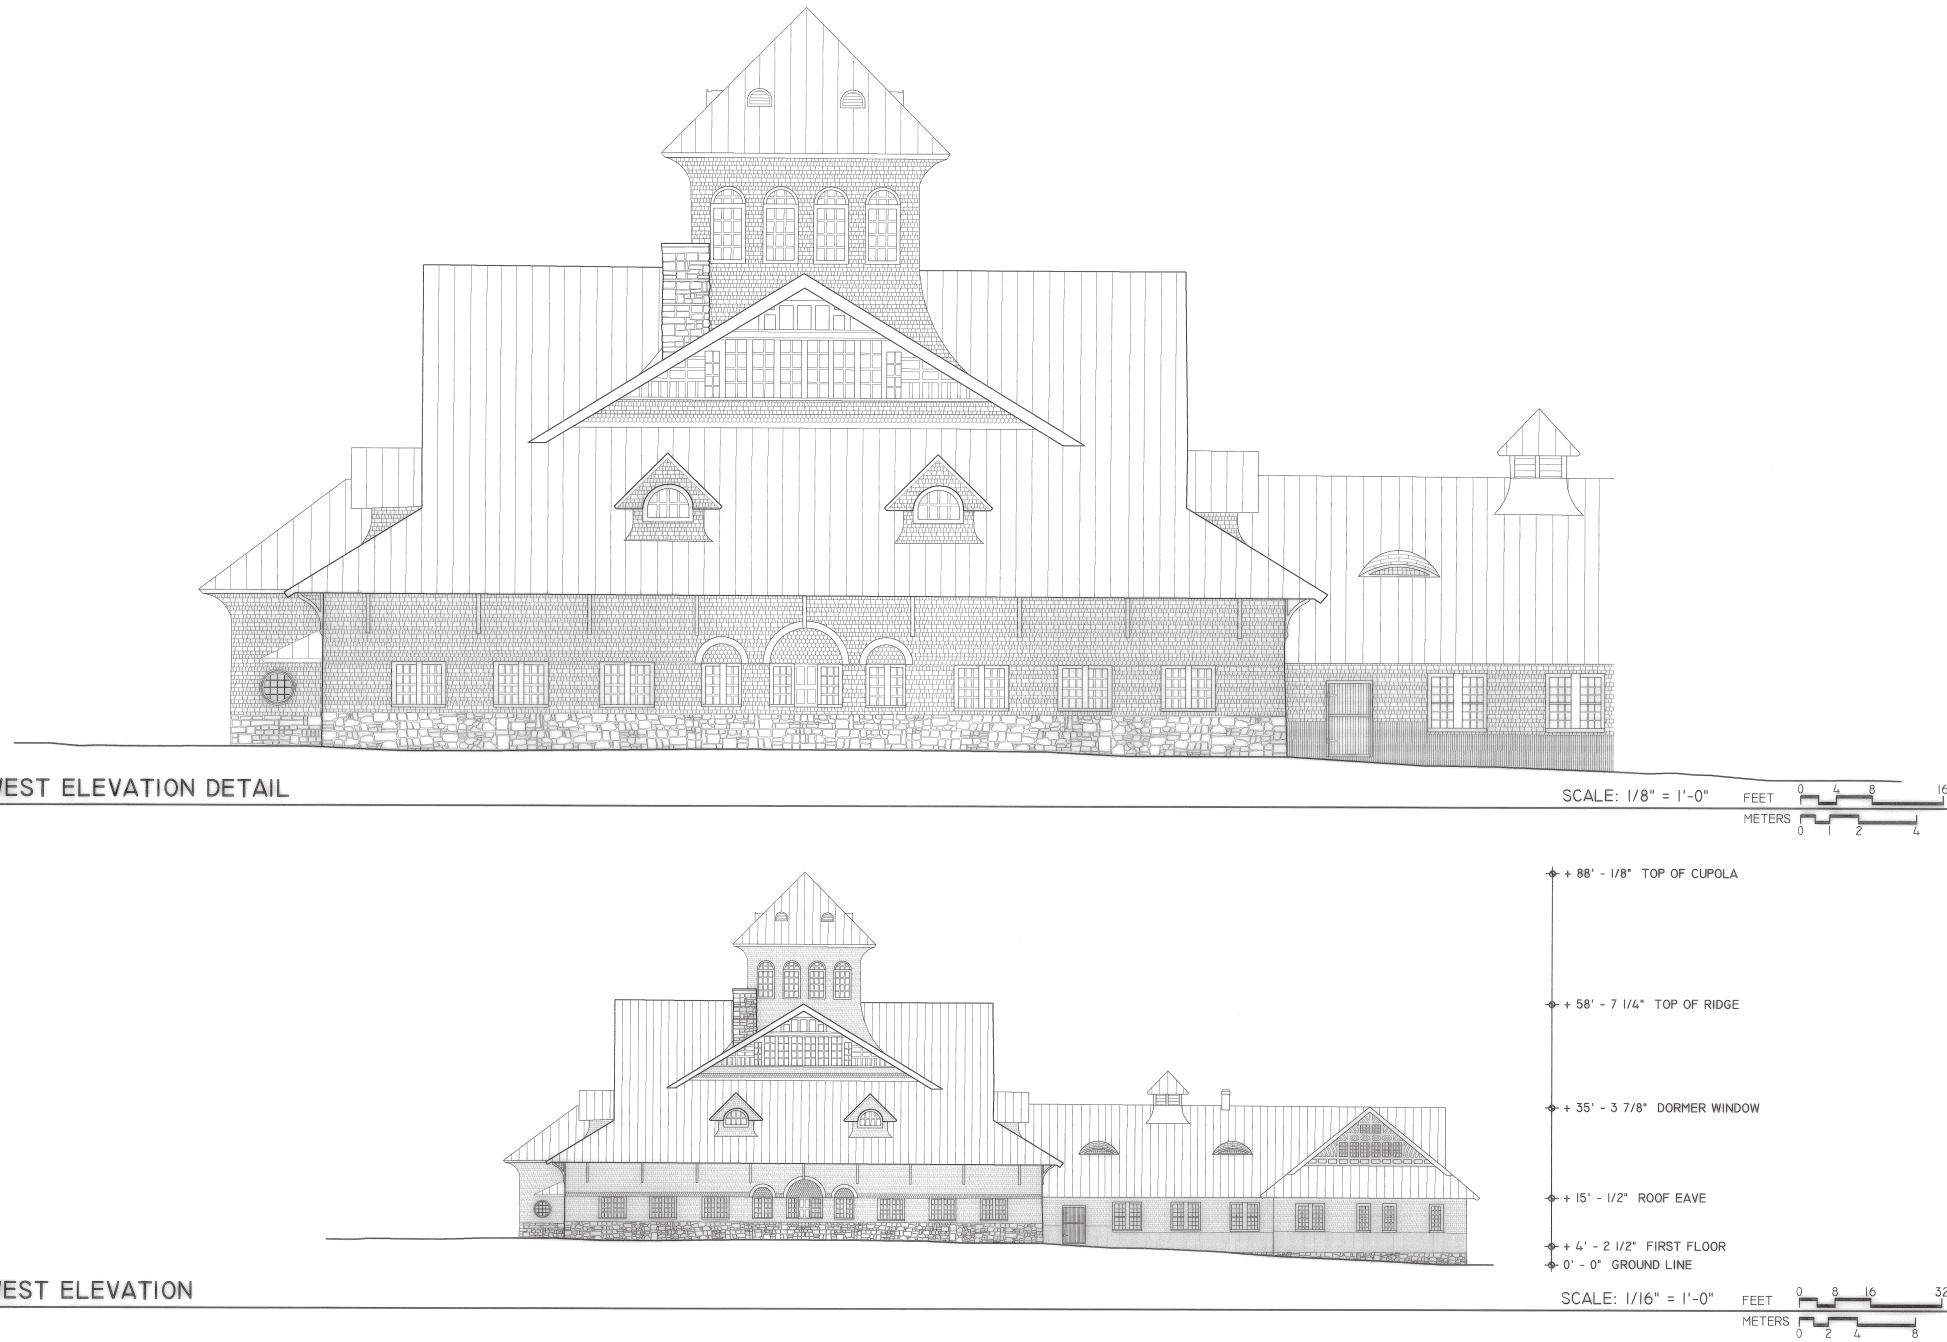 WEST ELEVATION DETAIL
SCALE: 1/8" = 1'-0"
FEET 0 4 8 16
METERS 0 1 2 4
+ 88' - 1/8" TOP OF CUPOLA
+ 58' - 7 1/4" TOP OF RIDGE
+ 35' - 3 7/8" DORMER WINDOW
+ 15' - 1/2" ROOF EAVE
+ 4' - 2 1/2" FIRST FLOOR
0' - 0" GROUND LINE
WEST ELEVATION
SCALE: 1/16" = 1'-0"
FEET 0 8 16 32
METERS 0 2 4 8